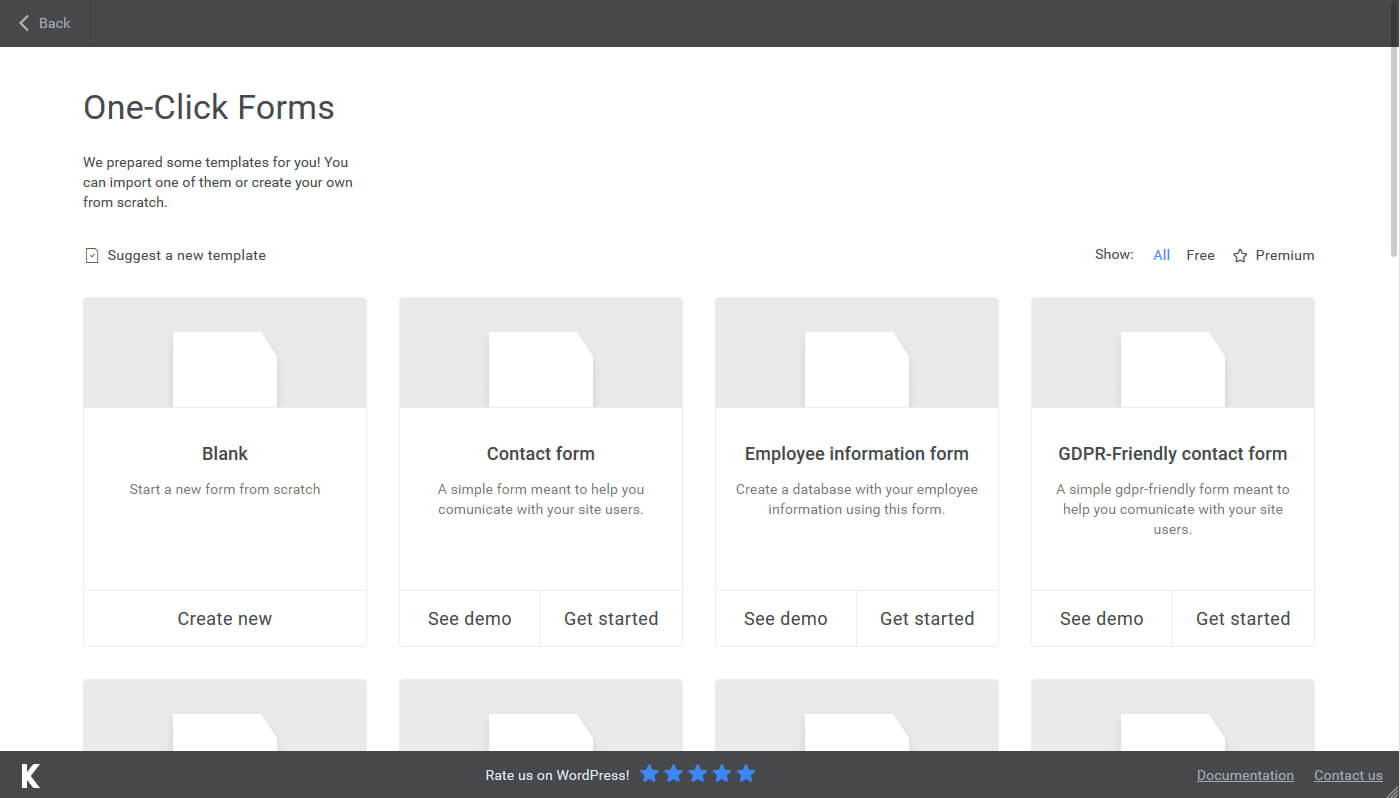 Back
One-Click Forms
We prepared some templates for you! You
can import one of them or create your own
from scratch.
Suggest a new template
Show: All Free Premium
Blank
Start a new form from scratch
Create new
Contact form
A simple form meant to help you
comunicate with your site users.
See demo Get started
Employee information form
Create a database with your employee
information using this form.
See demo Get started
GDPR-Friendly contact form
A simple gdpr-friendly form meant to
help you comunicate with your site
users.
See demo Get started
K
Rate us on WordPress!
Documentation Contact us